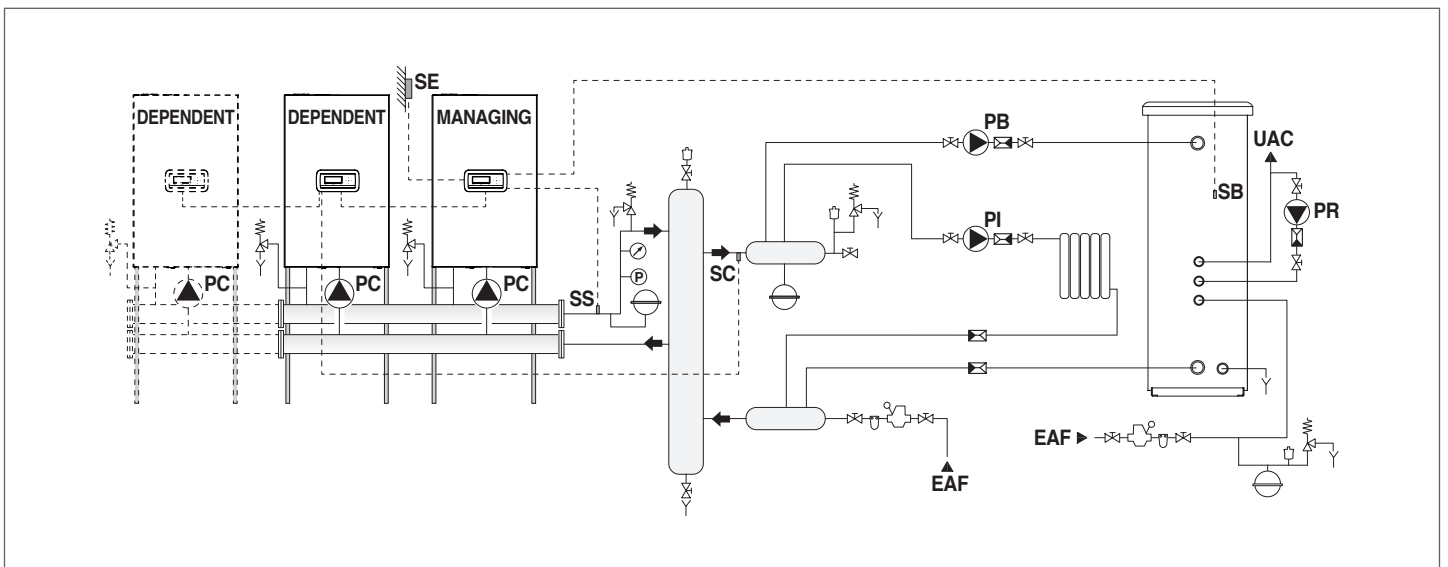 SE
DEPENDENT
DEPENDENT
MANAGING
PB
UAC
SB
PR
PI
SC
PC
PC
PC
SS
P
EAF
EAF